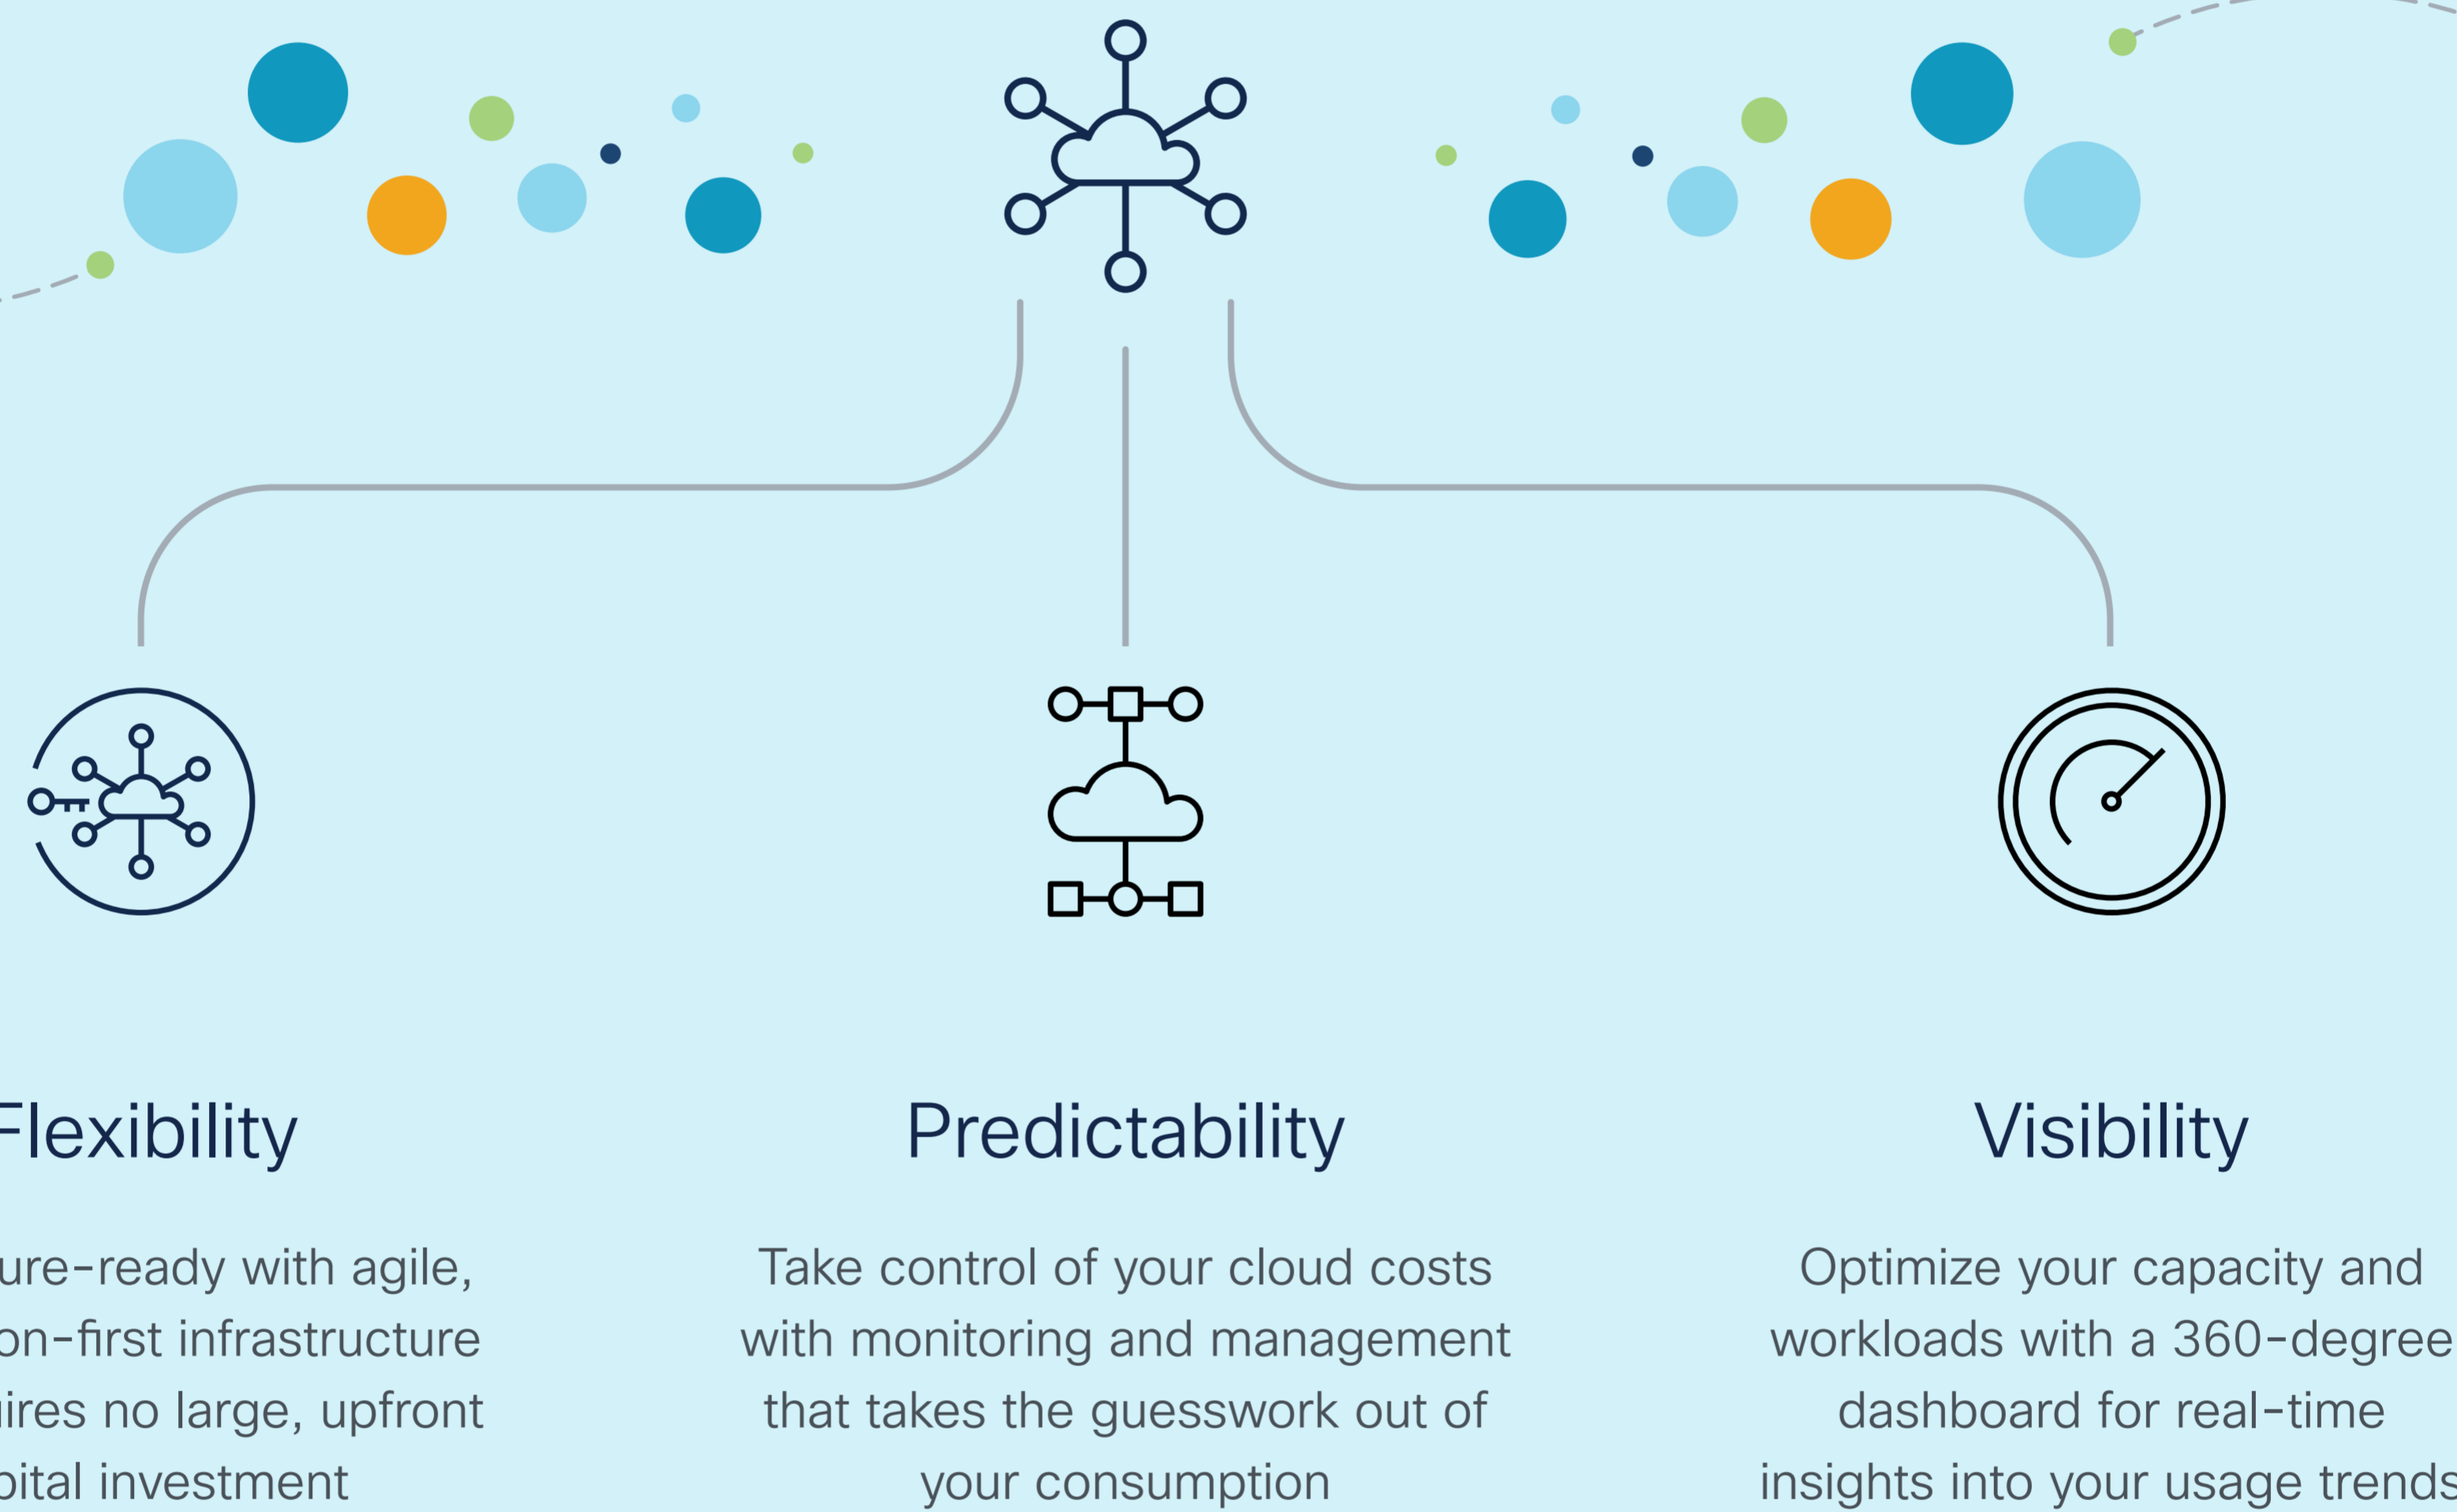 Flexibility
ure-ready with agile,
on-first infrastructure
ires no large, upfront
pital investment
Predictability
Take control of your cloud costs
with monitoring and management
that takes the guesswork out of
your consumption
Visibility
Optimize your capacity and
workloads with a 360-degree
dashboard for real-time
insights into your usage trends